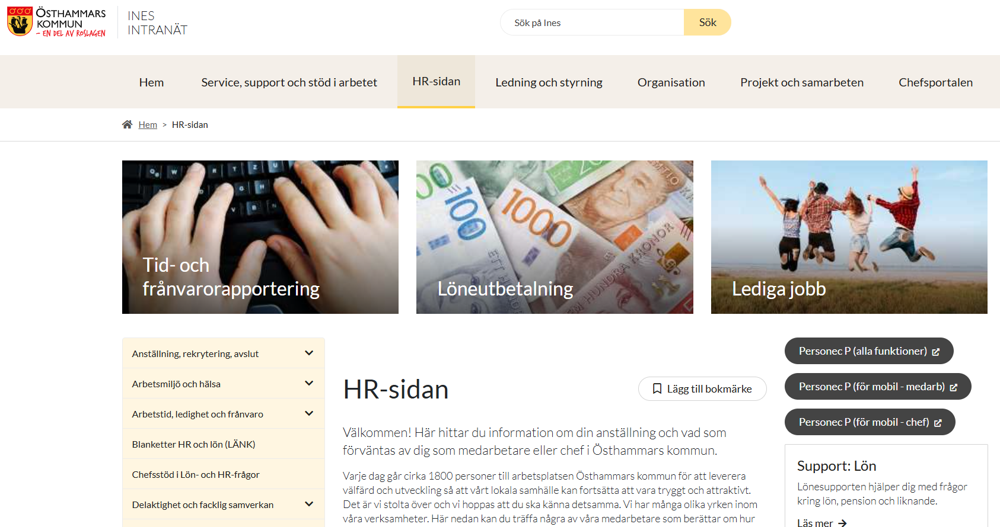 ÖSTHAMMARS
KOMMUN
– EN DEL AV ROSLAGEN
INES
INTRANÄT
Sök på Ines
Sök
Hem
Service, support och stöd i arbetet
HR-sidan
Ledning och styrning
Organisation
Projekt och samarbeten
Chefsportalen
Hem > HR-sidan
Tid- och
frånvarorapportering
100
1000
Löneutbetalning
Lediga jobb
Anställning, rekrytering, avslut
Arbetsmiljö och hälsa
Arbetstid, ledighet och frånvaro
Blanketter HR och lön (LÄNK)
Chefsstöd i Lön- och HR-frågor
Delaktighet och facklig samverkan
HR-sidan
Lägg till bokmärke
Välkommen! Här hittar du information om din anställning och vad som
förväntas av dig som medarbetare eller chef i Östhammars kommun.
Varje dag går cirka 1800 personer till arbetsplatsen Östhammars kommun för att leverera
välfärd och utveckling så att vårt lokala samhälle kan fortsätta att vara tryggt och attraktivt.
Det är vi stolta över och vi hoppas att du ska känna detsamma. Vi har många olika yrken inom
våra verksamheter. Här nedan kan du träffa några av våra medarbetare som berättar om hur
Personec P (alla funktioner)
Personec P (för mobil - medarb)
Personec P (för mobil - chef)
Support: Lön
Lönesupporten hjälper dig med frågor
kring lön, pension och liknande.
Läs mer →